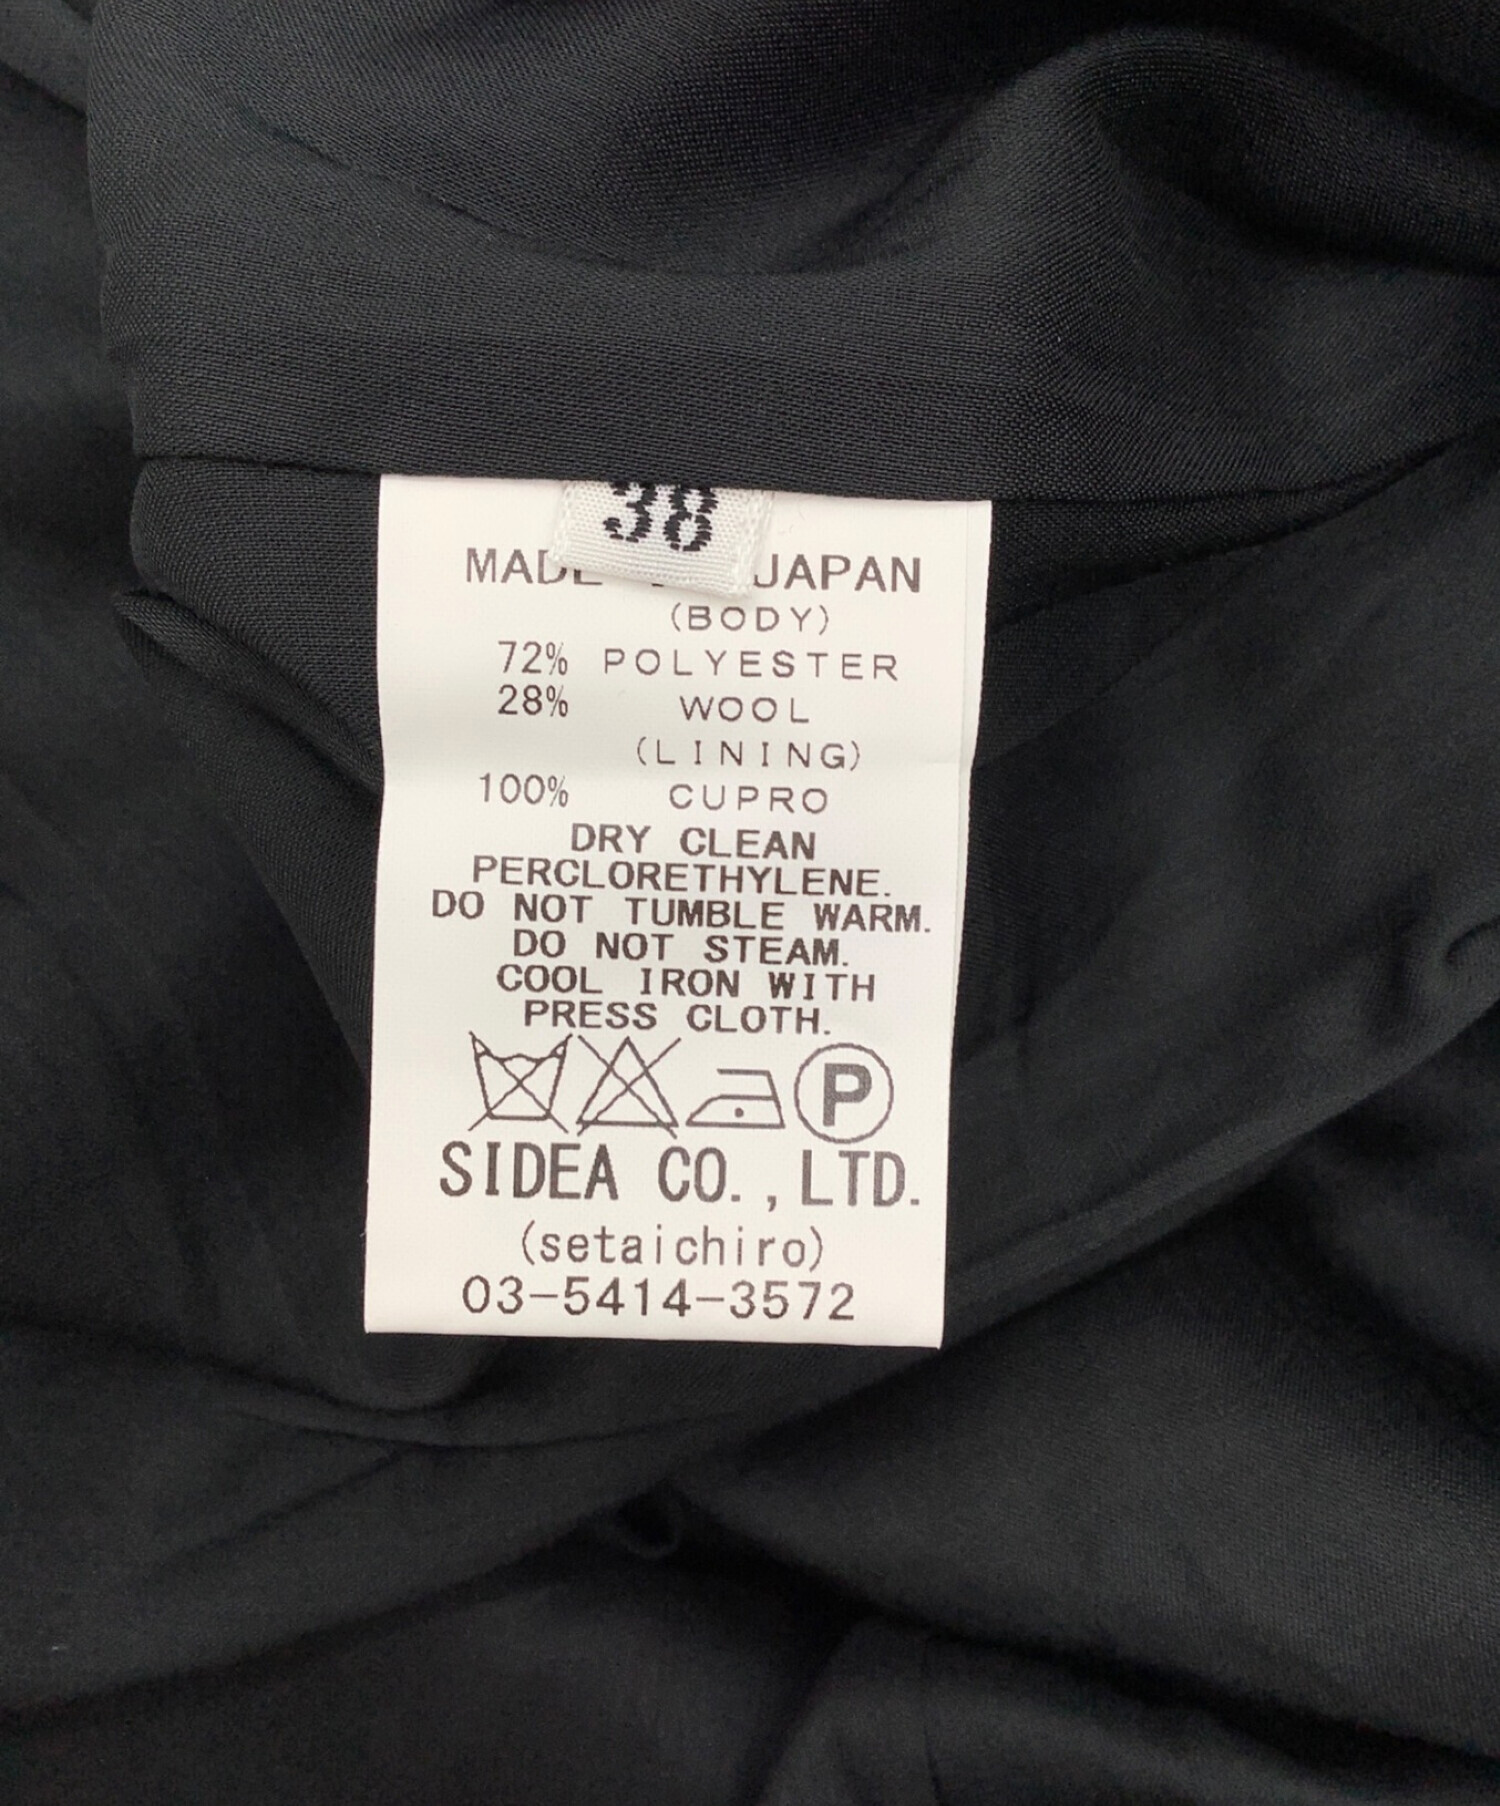 38
MADE JAPAN
(BODY)
72% POLYESTER
28% WOOL
(LINING)
100% CUPRO
DRY CLEAN
PERCLORETHYLENE.
DO NOT TUMBLE WARM.
DO NOT STEAM.
COOL IRON WITH
PRESS CLOTH.
P
SIDEA CO.,LTD.
(setaichiro)
03-5414-3572